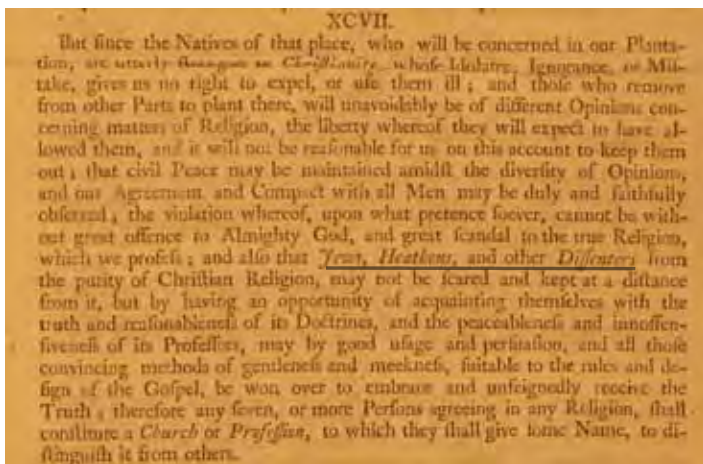 XCVII.
But ſince the Natives of that place, who will be concerned in our Planta-
tion, are utterly ſtrangers to Chriſtianity, whoſe Idolatry, Ignorance, or Miſ-
take, gives us no right to expel, or uſe them ill ; and thoſe who remove
from other Parts to plant there, will unavoidably be of different Opinions con-
cerning matters of Religion, the liberty whereof they will expect to have al-
lowed them, and it will not be reaſonable for us on this account to keep them
out ; that civil Peace may be maintained amidſt the diverſity of Opinions,
and our Agreement and Compact with all Men may be duly and faithfully
obſerved ; the violation whereof, upon what pretence ſoever, cannot be with-
out great offence to Almighty God, and great ſcandal to the true Religion,
which we profeſs ; and alſo that Jews, Heathens, and other Diſſenters from
the purity of Chriſtian Religion, may not be ſcared and kept at a diſtance
from it, but by having an opportunity of acquainting themſelves with the
truth and reaſonableneſs of its Doctrines, and the peaceableneſs and innoffen-
ſiveneſs of its Profeſſors, may by good uſage and perſuaſion, and all thoſe
convincing methods of gentleneſs and meekneſs, ſuitable to the rules and de-
ſign of the Goſpel, be won over to embrace and unfeignedly receive the
Truth ; therefore any ſeven, or more Perſons agreeing in any Religion, ſhall
conſtitute a Church or Profeſſion, to which they ſhall give ſome Name, to di-
ſtinguiſh it from others.